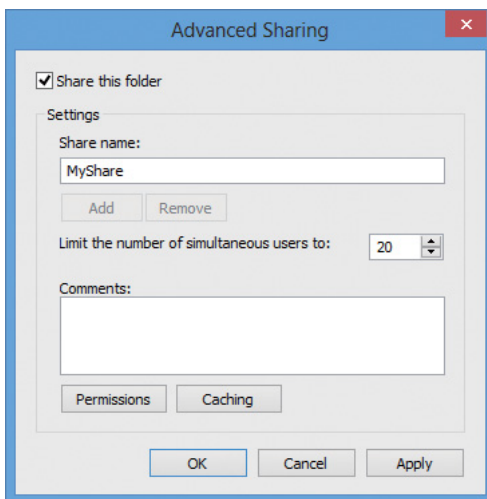 Advanced Sharing
Share this folder
Settings
Share name:
MyShare
Add Remove
Limit the number of simultaneous users to: 20
Comments:
Permissions Caching
OK Cancel Apply